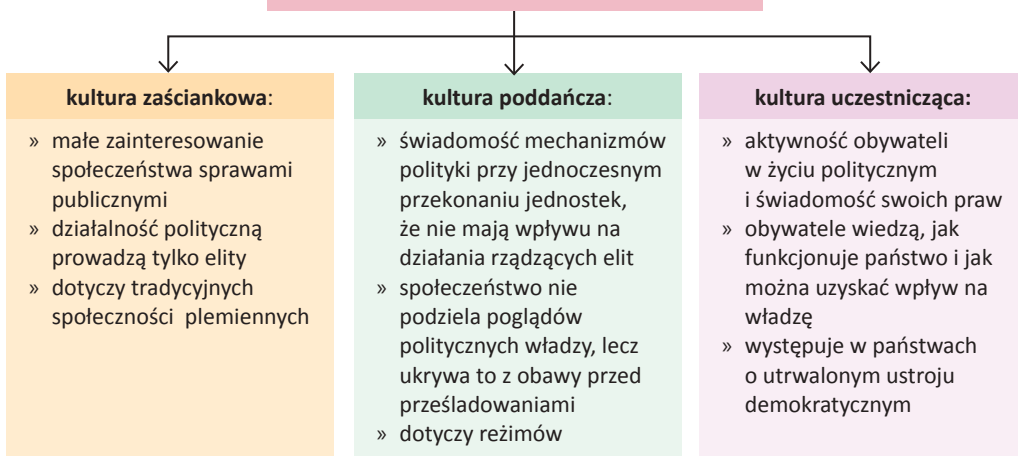 kultura zaściankowa:
» małe zainteresowanie
społeczeństwa sprawami
publicznymi
» działalność polityczną
prowadzą tylko elity
» dotyczy tradycyjnych
społeczności plemiennych
kultura poddańcza:
» świadomość mechanizmów
polityki przy jednoczesnym
przekonaniu jednostek,
że nie mają wpływu na
działania rządzących elit
» społeczeństwo nie
podziela poglądów
politycznych władzy, lecz
ukrywa to z obawy przed
prześladowaniami
» dotyczy reżimów
kultura uczestnicząca:
» aktywność obywateli
w życiu politycznym
i świadomość swoich praw
» obywatele wiedzą, jak
funkcjonuje państwo i jak
można uzyskać wpływ na
władzę
» występuje w państwach
o utrwalonym ustroju
demokratycznym